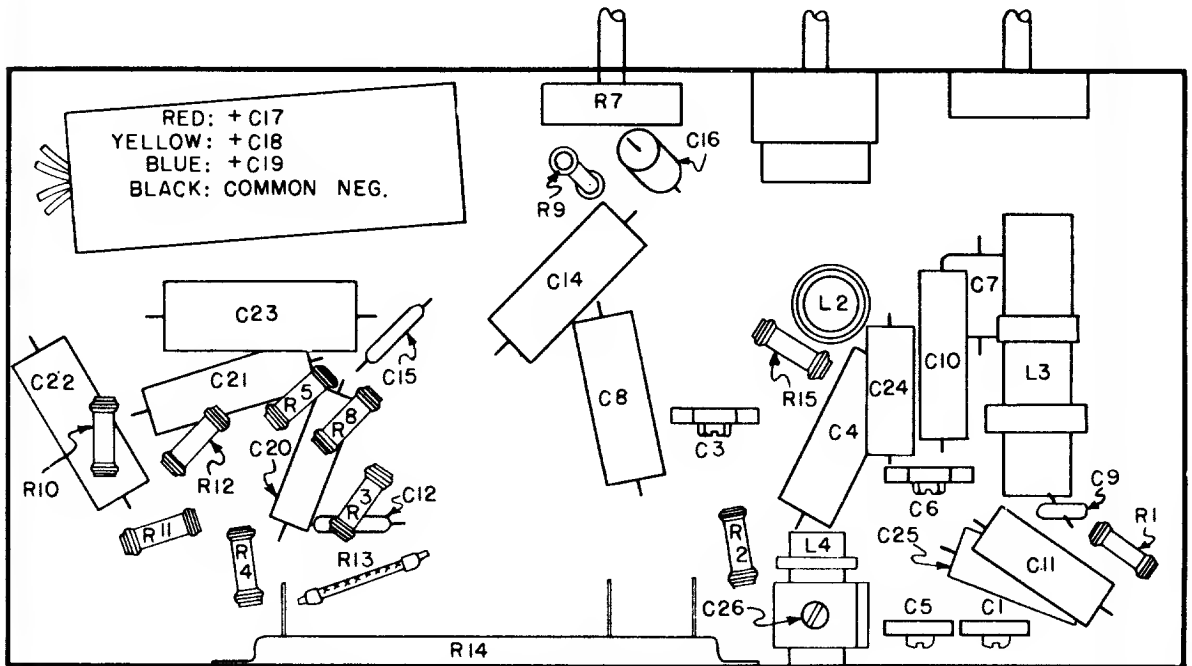 RED: +C17
YELLOW: +C18
BLUE: +C19
BLACK: COMMON NEG.
R7
C16
R9
C14
C7
L2
C23
C15
C10
L3
C22
C21
R5
C8
C24
R15
C4
R8
C3
C20
R10
R12
C6
C9
R3
C12
R1
R11
R2
L4
C25
C11
R4
R13
C26
C5
C1
R14